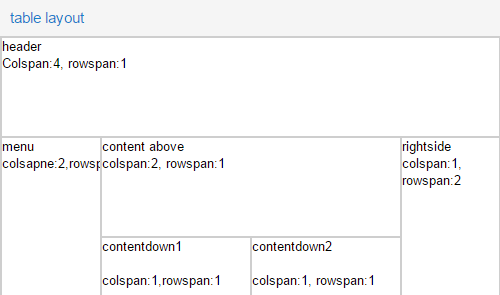 table layout
header
Colspan:4, rowspan:1
menu
colsapne:2,rowsp
content above
colspan:2, rowspan:1
rightside
colspan:1,
rowspan:2
contentdown1
colspan:1,rowspan:1
contentdown2
colspan:1, rowspan:1